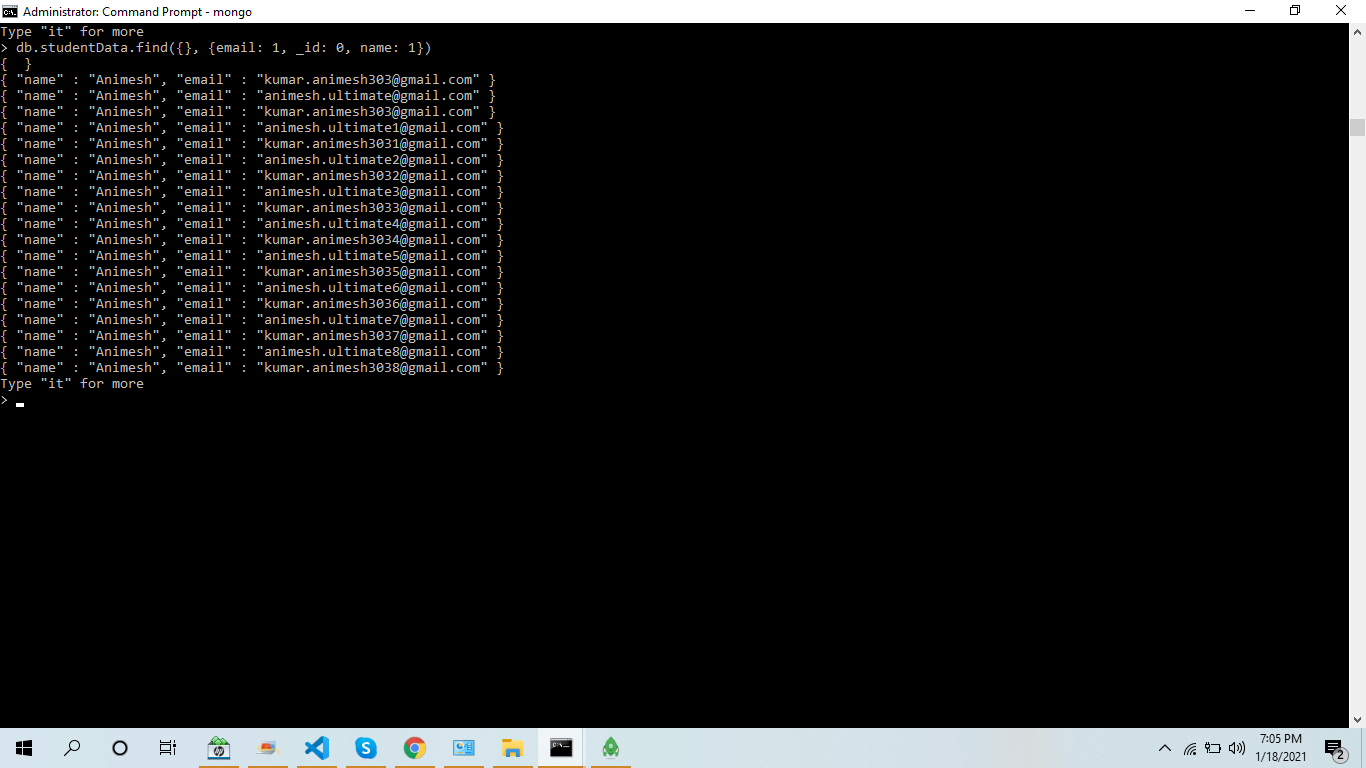 Administrator: Command Prompt - mongo
Type "it" for more
> db.studentData.find({}, {email: 1, _id: 0, name: 1})
{  }
{ "name" : "Animesh", "email" : "kumar.animesh303@gmail.com" }
{ "name" : "Animesh", "email" : "animesh.ultimate@gmail.com" }
{ "name" : "Animesh", "email" : "kumar.animesh303@gmail.com" }
{ "name" : "Animesh", "email" : "animesh.ultimate1@gmail.com" }
{ "name" : "Animesh", "email" : "kumar.animesh3031@gmail.com" }
{ "name" : "Animesh", "email" : "animesh.ultimate2@gmail.com" }
{ "name" : "Animesh", "email" : "kumar.animesh3032@gmail.com" }
{ "name" : "Animesh", "email" : "animesh.ultimate3@gmail.com" }
{ "name" : "Animesh", "email" : "kumar.animesh3033@gmail.com" }
{ "name" : "Animesh", "email" : "animesh.ultimate4@gmail.com" }
{ "name" : "Animesh", "email" : "kumar.animesh3034@gmail.com" }
{ "name" : "Animesh", "email" : "animesh.ultimate5@gmail.com" }
{ "name" : "Animesh", "email" : "kumar.animesh3035@gmail.com" }
{ "name" : "Animesh", "email" : "animesh.ultimate6@gmail.com" }
{ "name" : "Animesh", "email" : "kumar.animesh3036@gmail.com" }
{ "name" : "Animesh", "email" : "animesh.ultimate7@gmail.com" }
{ "name" : "Animesh", "email" : "kumar.animesh3037@gmail.com" }
{ "name" : "Animesh", "email" : "animesh.ultimate8@gmail.com" }
{ "name" : "Animesh", "email" : "kumar.animesh3038@gmail.com" }
Type "it" for more
>
7:05 PM
1/18/2021
2